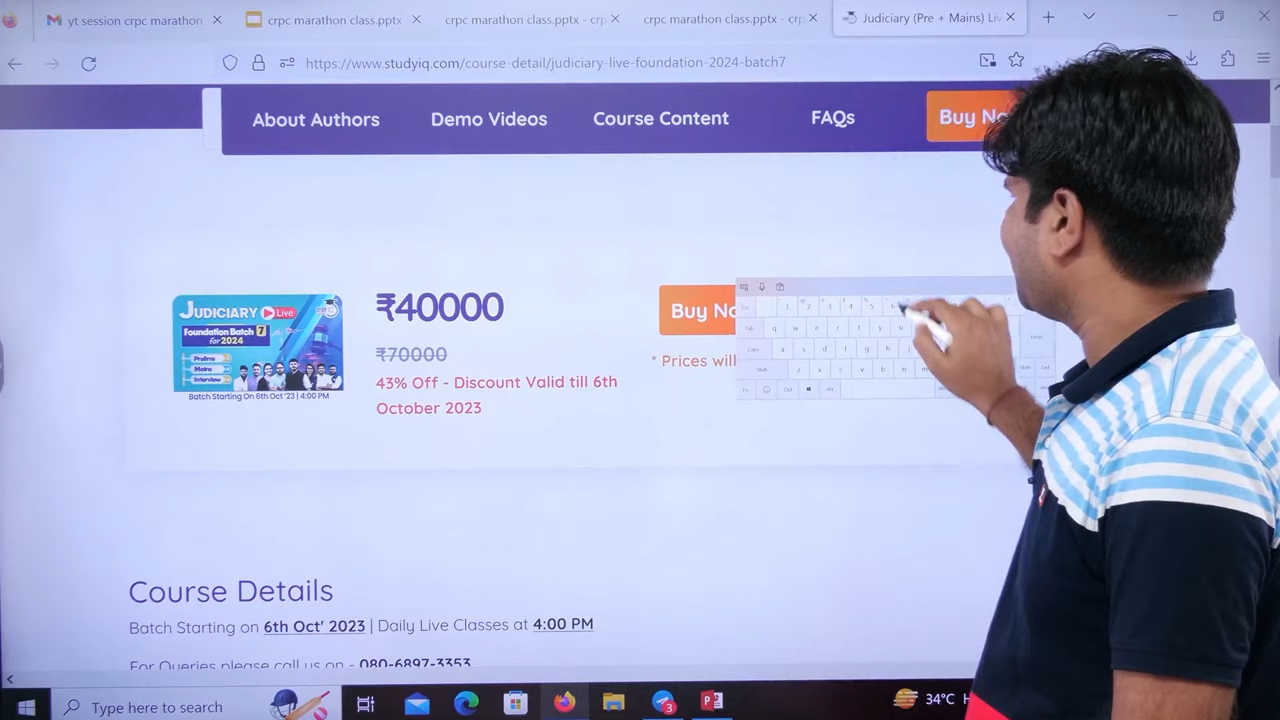 yt session crpc marathon
crpc marathon class.pptx
crpc marathon class.pptx - crp
crpc marathon class.pptx - crp
Judiciary (Pre + Mains) Liv
https://www.studyiq.com/course-detail/judiciary-live-foundation-2024-batch7
About Authors
Demo Videos
Course Content
FAQs
Buy No
JUDICIARY Live
Foundation Batch 7
for 2024
Prelims
Mains
Interview
Batch Starting On 6th Oct '23 | 4:00 PM
₹40000
₹70000
43% Off - Discount Valid till 6th
October 2023
Buy No
* Prices will
Course Details
Batch Starting on 6th Oct' 2023 | Daily Live Classes at 4:00 PM
For Queries please call us on - 080-6897-3353
Type here to search
3
34°C H